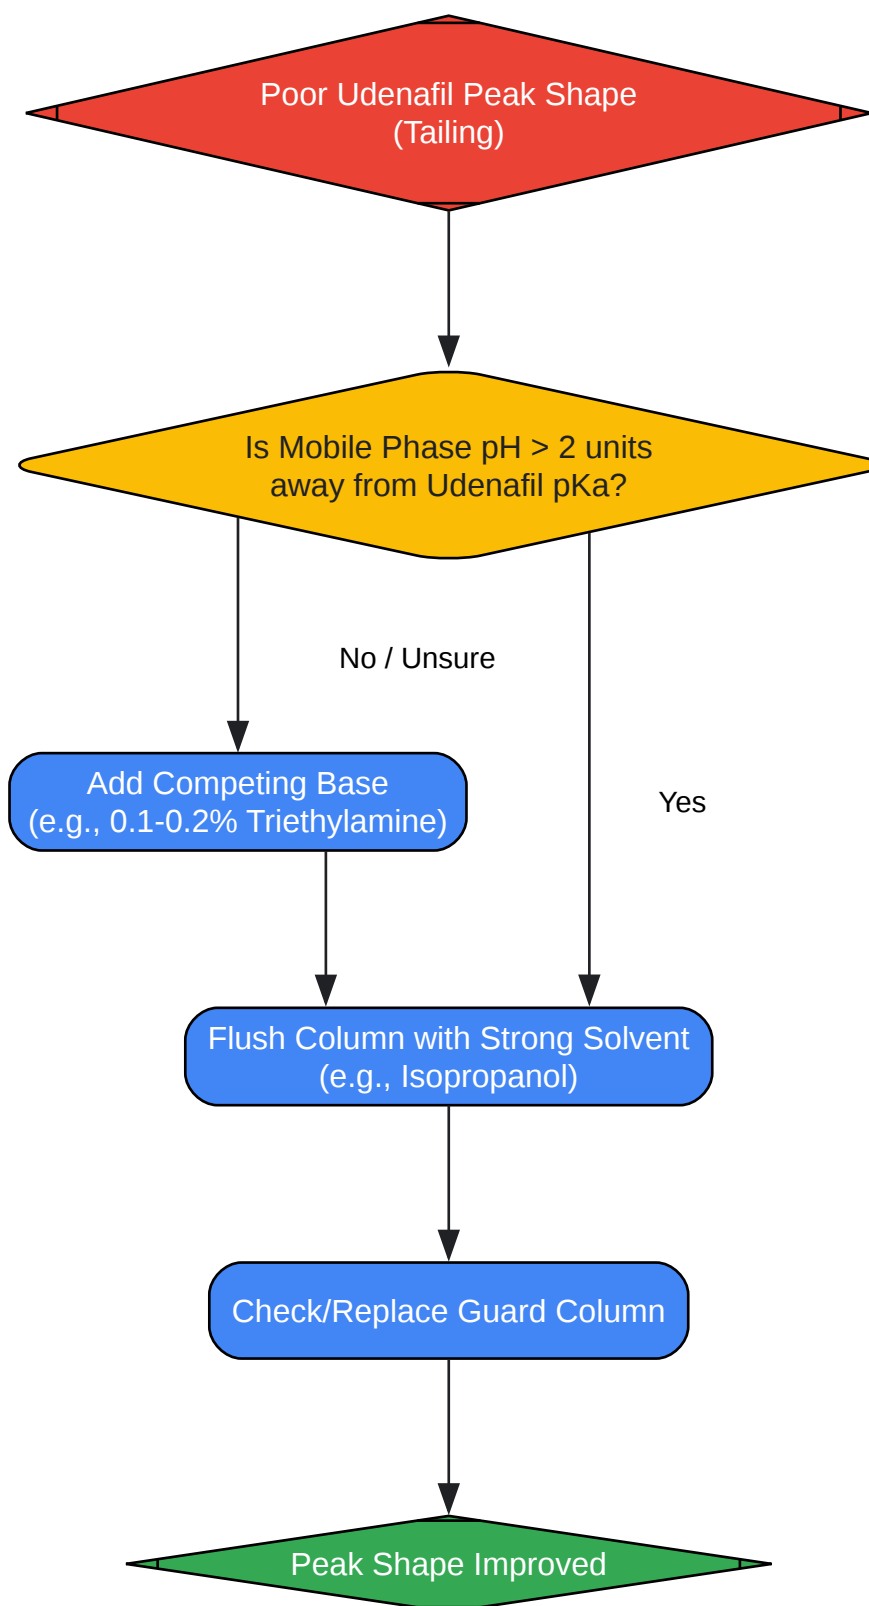 Poor Udenafil Peak Shape
(Tailing)
Is Mobile Phase pH > 2 units
away from Udenafil pKa?
No / Unsure
Add Competing Base
(e.g., 0.1-0.2% Triethylamine)
Yes
Flush Column with Strong Solvent
(e.g., Isopropanol)
Check/Replace Guard Column
Peak Shape Improved